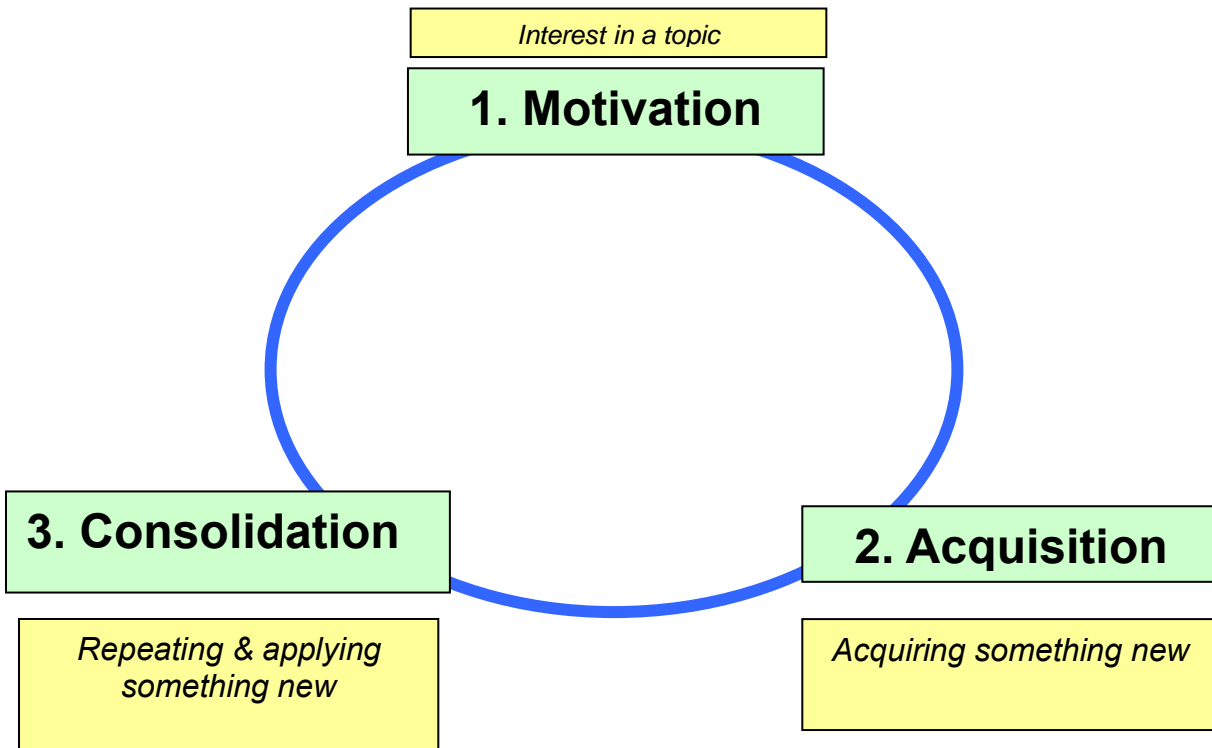 Interest in a topic
1. Motivation
3. Consolidation
2. Acquisition
Repeating & applying
something new
Acquiring something new